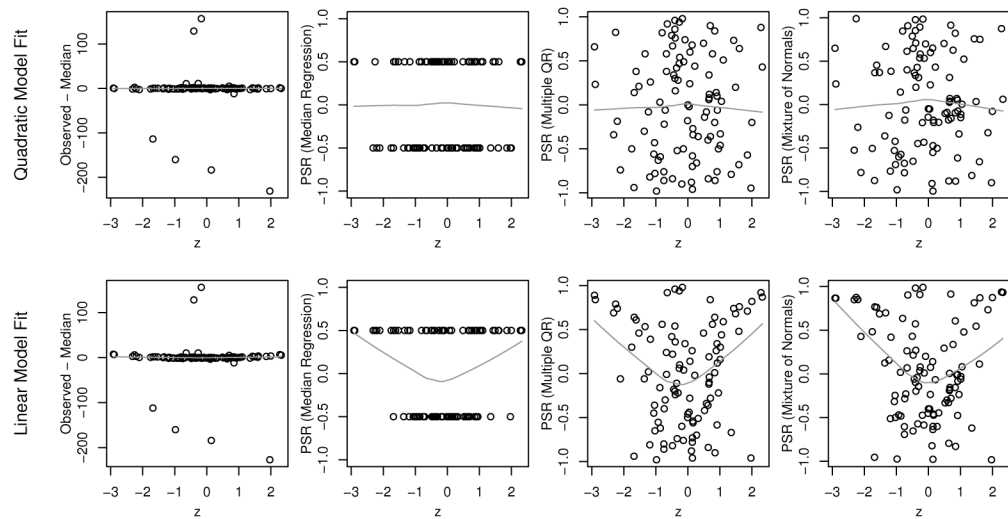 Quadratic Model Fit
Observed − Median
−200 −100 0 100
−3 −2 −1 0 1 2
z
PSR (Median Regression)
−1.0 −0.5 0.0 0.5 1.0
−3 −2 −1 0 1 2
z
PSR (Multiple QR)
−1.0 −0.5 0.0 0.5 1.0
−3 −2 −1 0 1 2
z
PSR (Mixture of Normals)
−1.0 −0.5 0.0 0.5 1.0
−3 −2 −1 0 1 2
z
Linear Model Fit
Observed − Median
−200 −100 0 100
−3 −2 −1 0 1 2
z
PSR (Median Regression)
−1.0 −0.5 0.0 0.5 1.0
−3 −2 −1 0 1 2
z
PSR (Multiple QR)
−1.0 −0.5 0.0 0.5 1.0
−3 −2 −1 0 1 2
z
PSR (Mixture of Normals)
−1.0 −0.5 0.0 0.5 1.0
−3 −2 −1 0 1 2
z